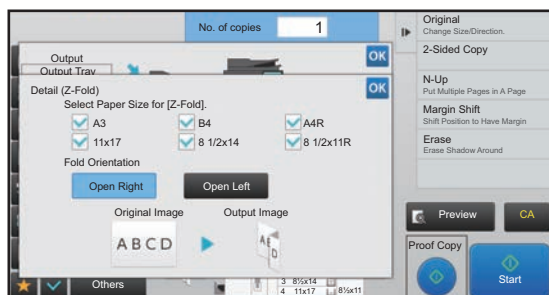 No. of copies 1
Original
Change Size/Direction.
2-Sided Copy
N-Up
Put Multiple Pages in A Page
Margin Shift
Shift Position to Have Margin
Erase
Erase Shadow Around
Output OK
Output Tray
Detail (Z-Fold) OK
Select Paper Size for [Z-Fold].
A3 B4 A4R
11x17 8 1/2x14 8 1/2x11R
Fold Orientation
Open Right Open Left
Original Image Output Image
ABCD
Preview CA
Proof Copy
Start
Others
3 8½x14
4 11x17 8½x11